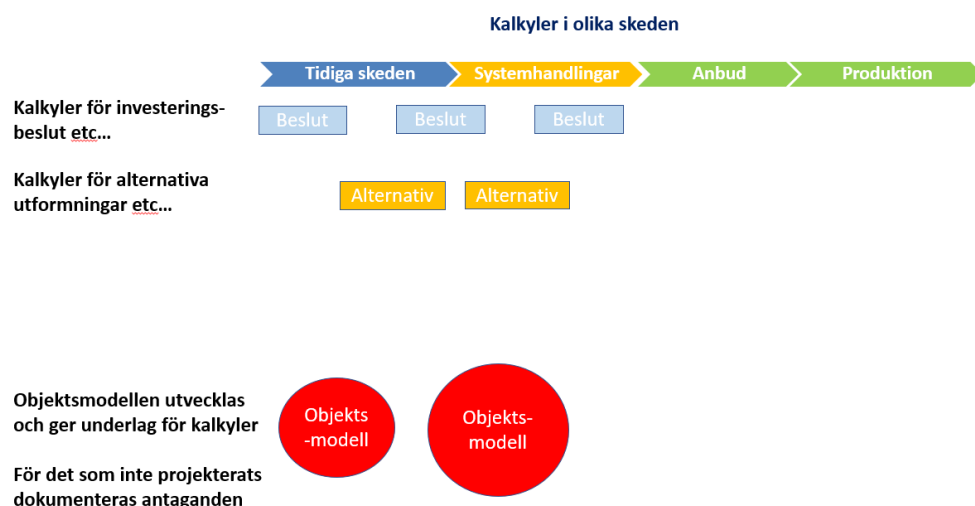 Kalkyler i olika skeden
Tidiga skeden
Systemhandlingar
Anbud
Produktion
Kalkyler för investerings-
beslut etc...
Beslut
Beslut
Beslut
Kalkyler för alternativa
utformningar etc...
Alternativ
Alternativ
Objektsmodellen utvecklas
och ger underlag för kalkyler
Objekts
-modell
Objekts-
modell
För det som inte projekterats
dokumenteras antaganden